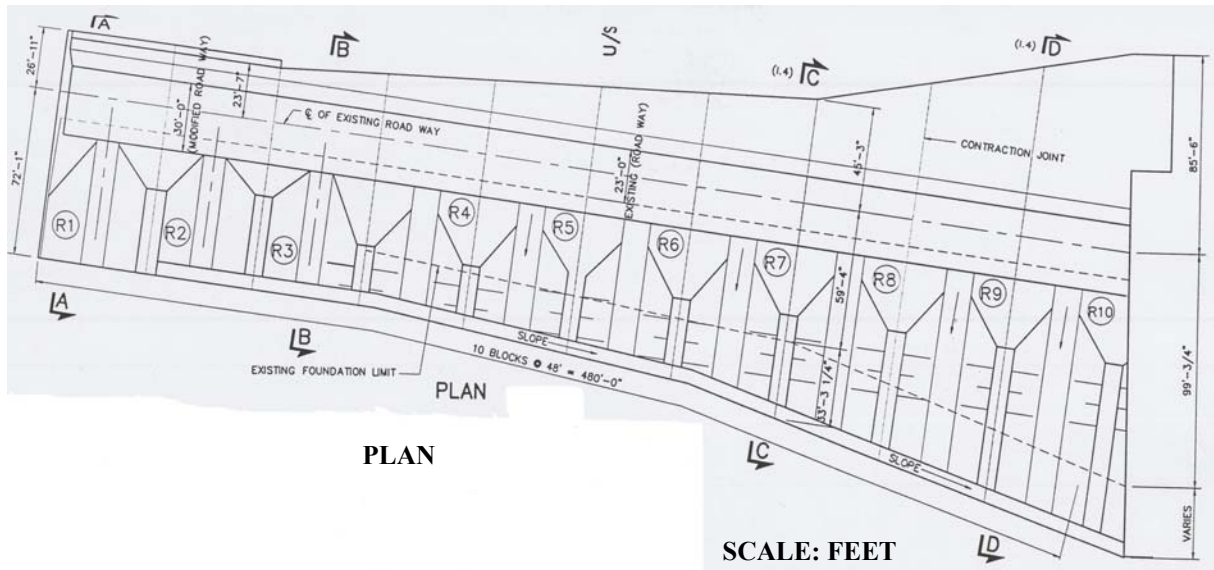 A
B
U/S
(1.4) C
(1.4) D
26'-11"
72'-1"
30'-0"
(MODIFIED ROAD WAY)
23'-7"
℄ OF EXISTING ROAD WAY
23'-0"
EXISTING (ROAD WAY)
45'-3"
CONTRACTION JOINT
85'-6"
R1
R2
R3
R4
R5
R6
R7
R8
R9
R10
59'-4"
33'-3 1/4"
99'-3/4"
VARIES
A
B
SLOPE
10 BLOCKS @ 48' = 480'-0"
EXISTING FOUNDATION LIMIT
PLAN
PLAN
C
SLOPE
D
SCALE: FEET